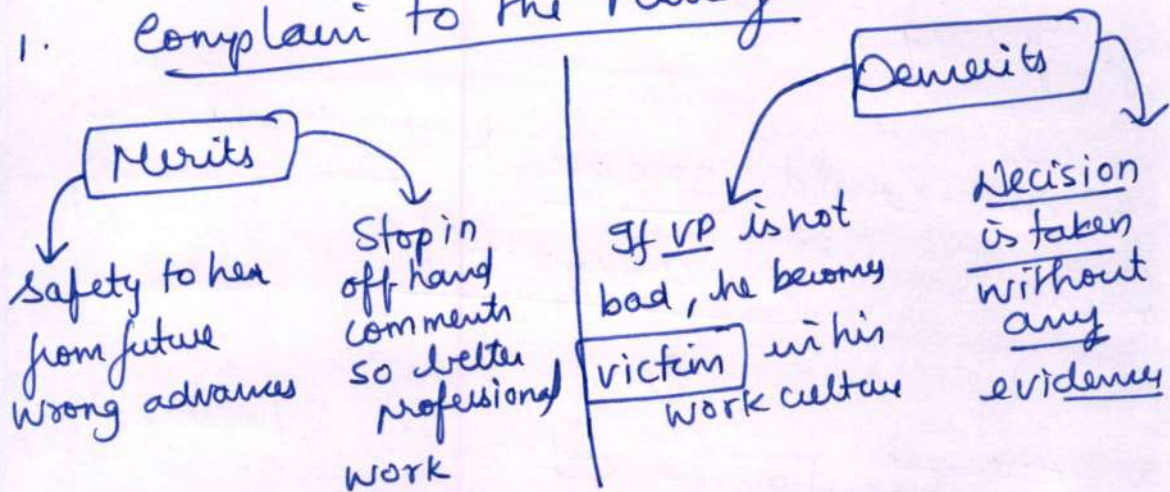 1. Complain to the
Merits
Safety to her
from future
wrong advances
Stop in
off hand
comments
so better
professional
work
Demerits
If VP is not
bad, he becomes
victim in his
work culture
Decision
is taken
without
any
evidence